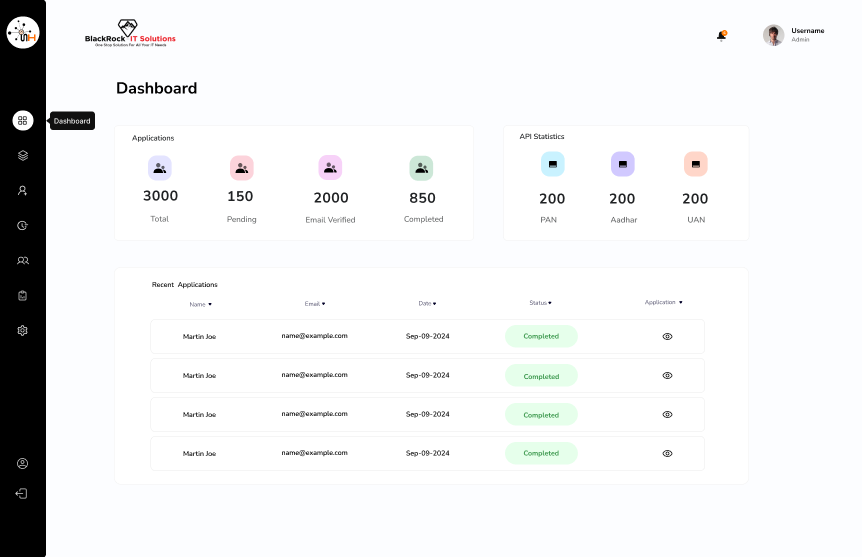 BlackRock IT Solutions
One Stop Solution For All Your IT Needs
Username
Admin
Dashboard
Dashboard
Applications
3000
150
2000
850
Total
Pending
Email Verified
Completed
API Statistics
200
200
200
PAN
Aadhar
UAN
Recent Applications
Name Email Date Status Application
Martin Joe name@example.com Sep-09-2024 Completed
Martin Joe name@example.com Sep-09-2024 Completed
Martin Joe name@example.com Sep-09-2024 Completed
Martin Joe name@example.com Sep-09-2024 Completed